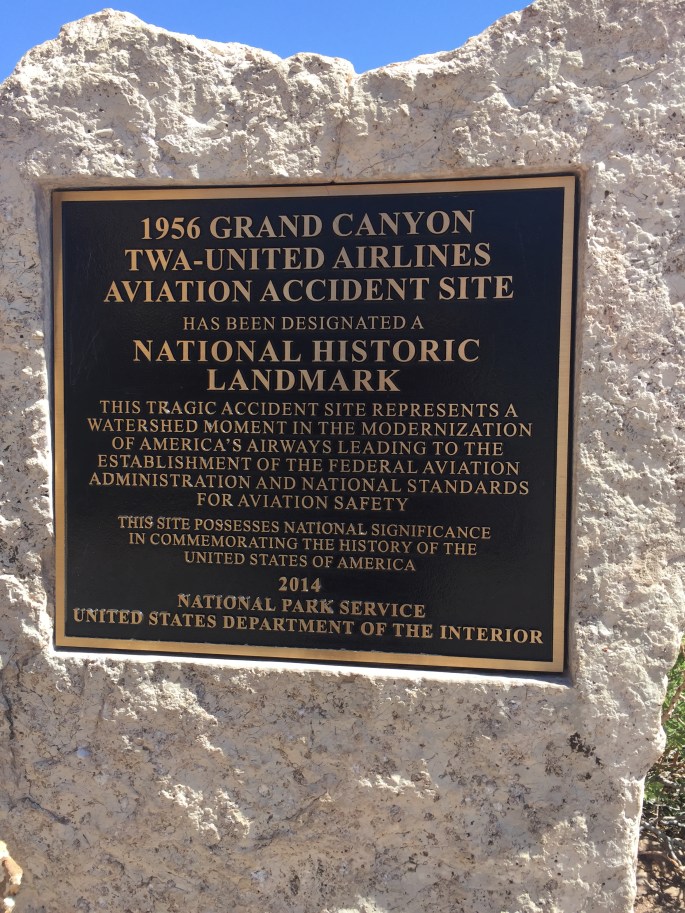 1956 GRAND CANYON
TWA-UNITED AIRLINES
AVIATION ACCIDENT SITE
HAS BEEN DESIGNATED A
NATIONAL HISTORIC
LANDMARK
THIS TRAGIC ACCIDENT SITE REPRESENTS A
WATERSHED MOMENT IN THE MODERNIZATION
OF AMERICA'S AIRWAYS LEADING TO THE
ESTABLISHMENT OF THE FEDERAL AVIATION
ADMINISTRATION AND NATIONAL STANDARDS
FOR AVIATION SAFETY
THIS SITE POSSESSES NATIONAL SIGNIFICANCE
IN COMMEMORATING THE HISTORY OF THE
UNITED STATES OF AMERICA
2014
NATIONAL PARK SERVICE
UNITED STATES DEPARTMENT OF THE INTERIOR